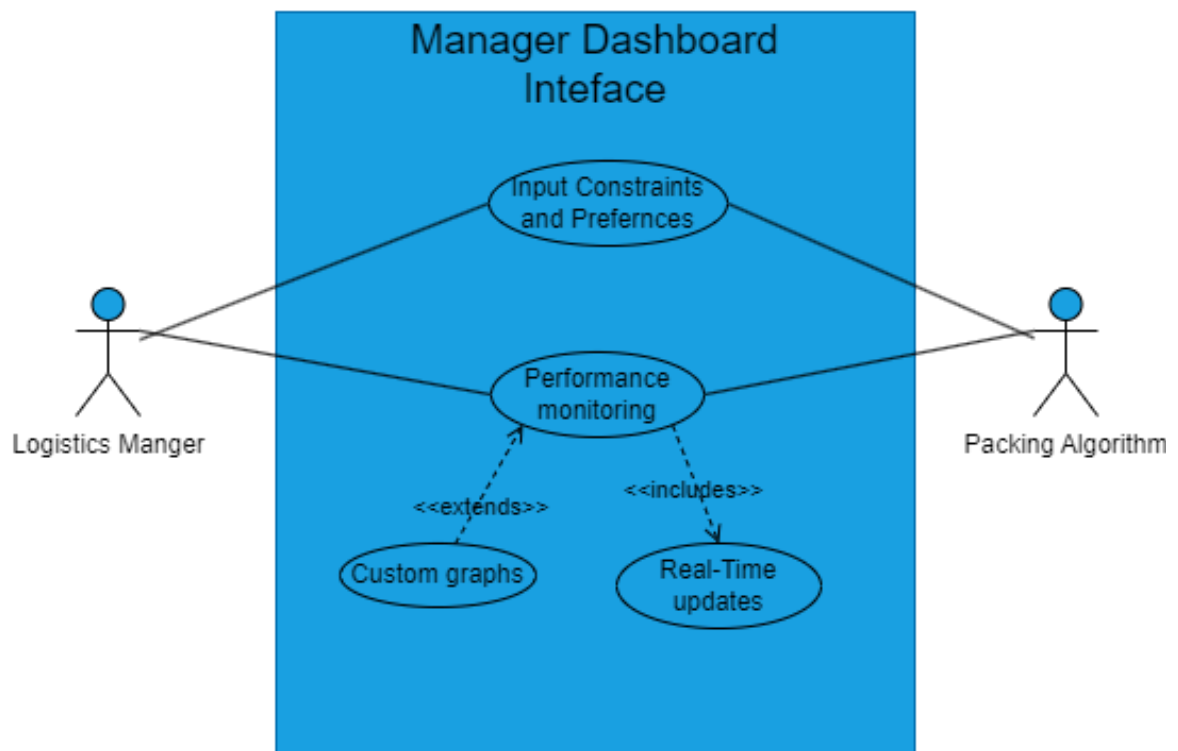 Manager Dashboard
Inteface
Input Constraints
and Prefernces
Performance
monitoring
Logistics Manger
Packing Algorithm
<<extends>>
<<includes>>
Custom graphs
Real-Time
updates